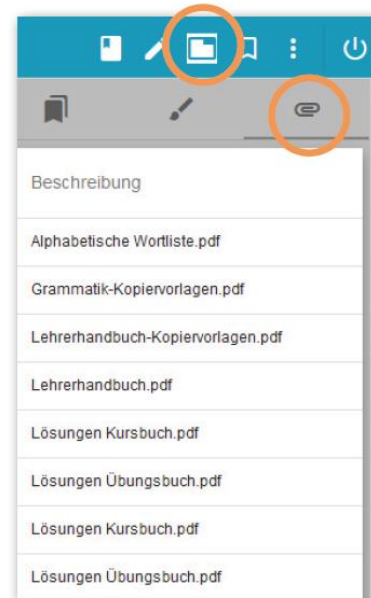 Beschreibung
Alphabetische Wortliste.pdf
Grammatik-Kopiervorlagen.pdf
Lehrerhandbuch-Kopiervorlagen.pdf
Lehrerhandbuch.pdf
Lösungen Kursbuch.pdf
Lösungen Übungsbuch.pdf
Lösungen Kursbuch.pdf
Lösungen Übungsbuch.pdf